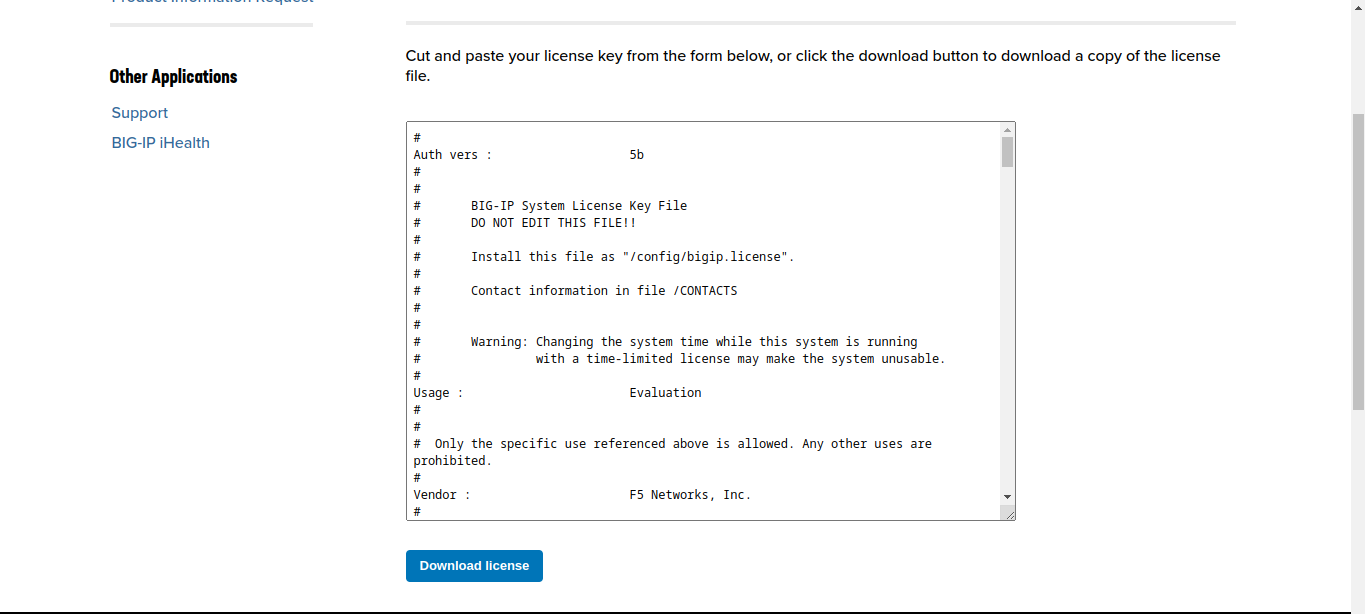 Product Information Request
Other Applications
Support
BIG-IP iHealth
Cut and paste your license key from the form below, or click the download button to download a copy of the license
file.
#
Auth vers : 5b
#
#
# BIG-IP System License Key File
# DO NOT EDIT THIS FILE!!
#
# Install this file as "/config/bigip.license".
#
# Contact information in file /CONTACTS
#
#
# Warning: Changing the system time while this system is running
# with a time-limited license may make the system unusable.
#
Usage : Evaluation
#
#
# Only the specific use referenced above is allowed. Any other uses are
prohibited.
#
Vendor : F5 Networks, Inc.
#
Download license